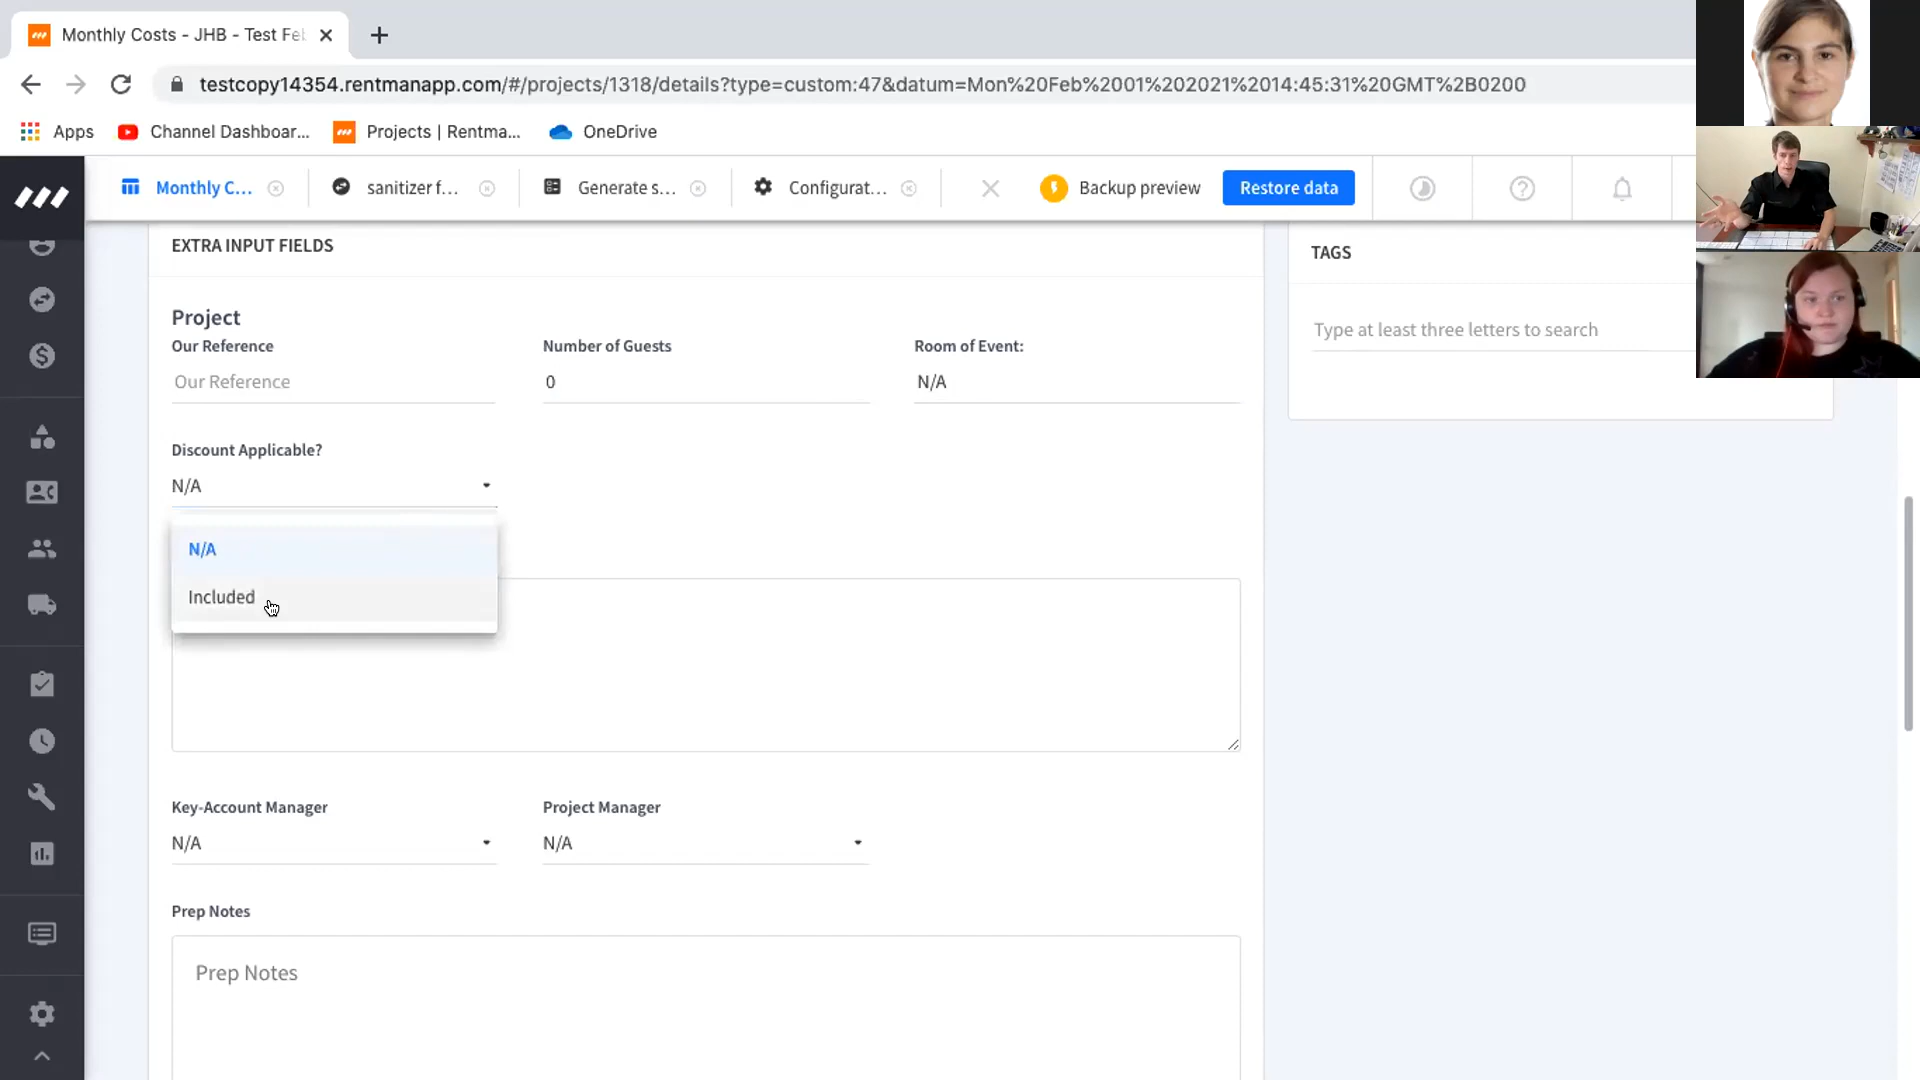 Monthly Costs - JHB - Test Fe
testcopy14354.rentmanapp.com/#/projects/1318/details?type=custom:47&datum=Mon%20Feb%2001%202021%2014:45:31%20GMT%2B0200
Apps Channel Dashboar... Projects | Rentma... OneDrive
Monthly C... sanitizer f... Generate s... Configurat... Backup preview Restore data
EXTRA INPUT FIELDS
TAGS
Project
Our Reference Number of Guests Room of Event:
Type at least three letters to search
Our Reference 0 N/A
Discount Applicable?
N/A
N/A
Included
Key-Account Manager Project Manager
N/A N/A
Prep Notes
Prep Notes